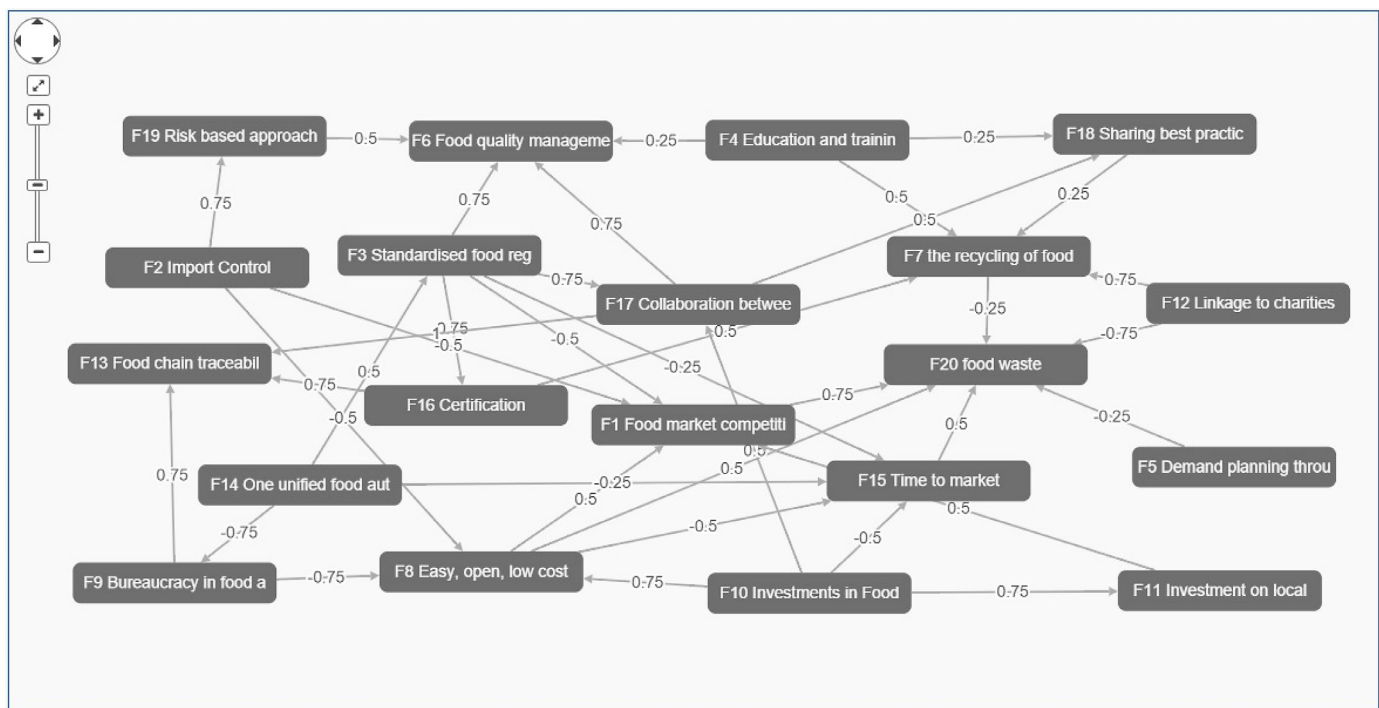 F19 Risk based approach
0.5
F6 Food quality manageme
0.25
F4 Education and trainin
0.25
F18 Sharing best practic
0.75
0.75
0.75
0.5
0.5
0.25
F2 Import Control
F3 Standardised food reg
0.75
F17 Collaboration betwee
F7 the recycling of food
0.75
F12 Linkage to charities
-0.25
1
0.75
-0.5
-0.5
0.5
-0.75
F13 Food chain traceabil
0.5
-0.25
F20 food waste
0.75
F16 Certification
0.75
-0.5
F1 Food market competiti
0.5
-0.25
0.75
0.5
0.5
F14 One unified food aut
-0.25
F15 Time to market
F5 Demand planning throu
0.5
-0.75
-0.5
-0.5
0.5
F9 Bureaucracy in food a
-0.75
F8 Easy, open, low cost
0.75
F10 Investments in Food
0.75
F11 Investment on local